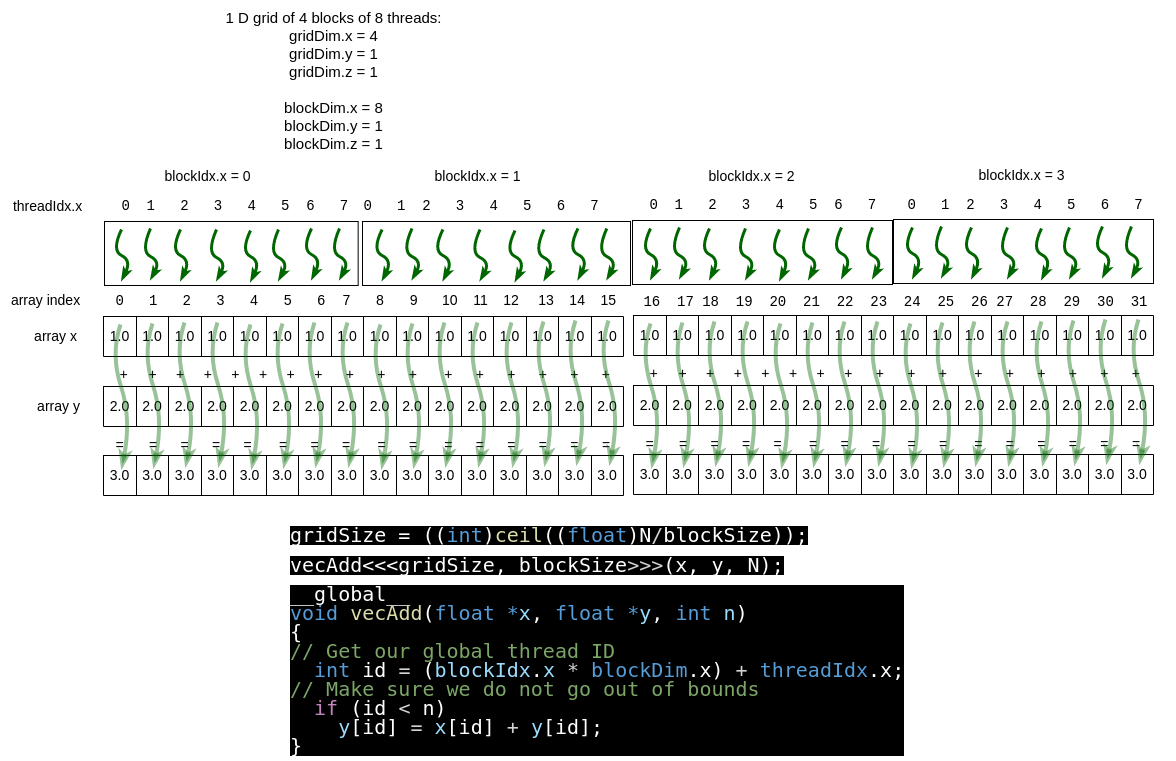 1 D grid of 4 blocks of 8 threads:
gridDim.x = 4
gridDim.y = 1
gridDim.z = 1
blockDim.x = 8
blockDim.y = 1
blockDim.z = 1
blockIdx.x = 0 blockIdx.x = 1 blockIdx.x = 2 blockIdx.x = 3
threadIdx.x 0 1 2 3 4 5 6 7 0 1 2 3 4 5 6 7 0 1 2 3 4 5 6 7 0 1 2 3 4 5 6 7
array index 0 1 2 3 4 5 6 7 8 9 10 11 12 13 14 15 16 17 18 19 20 21 22 23 24 25 26 27 28 29 30 31
array x 1.0 1.0 1.0 1.0 1.0 1.0 1.0 1.0 1.0 1.0 1.0 1.0 1.0 1.0 1.0 1.0 1.0 1.0 1.0 1.0 1.0 1.0 1.0 1.0 1.0 1.0 1.0 1.0 1.0 1.0 1.0 1.0
+ + + + + + + + + + + + + + + + + + + + + + + + + + + + + + + + +
array y 2.0 2.0 2.0 2.0 2.0 2.0 2.0 2.0 2.0 2.0 2.0 2.0 2.0 2.0 2.0 2.0 2.0 2.0 2.0 2.0 2.0 2.0 2.0 2.0 2.0 2.0 2.0 2.0 2.0 2.0 2.0 2.0
= = = = = = = = = = = = = = = = = = = = = = = = = = = = = = = =
3.0 3.0 3.0 3.0 3.0 3.0 3.0 3.0 3.0 3.0 3.0 3.0 3.0 3.0 3.0 3.0 3.0 3.0 3.0 3.0 3.0 3.0 3.0 3.0 3.0 3.0 3.0 3.0 3.0 3.0 3.0 3.0
gridSize = ((int)ceil((float)N/blockSize));
vecAdd<<<gridSize, blockSize>>>(x, y, N);
__global__
void vecAdd(float *x, float *y, int n)
{
// Get our global thread ID
int id = (blockIdx.x * blockDim.x) + threadIdx.x;
// Make sure we do not go out of bounds
if (id < n)
y[id] = x[id] + y[id];
}